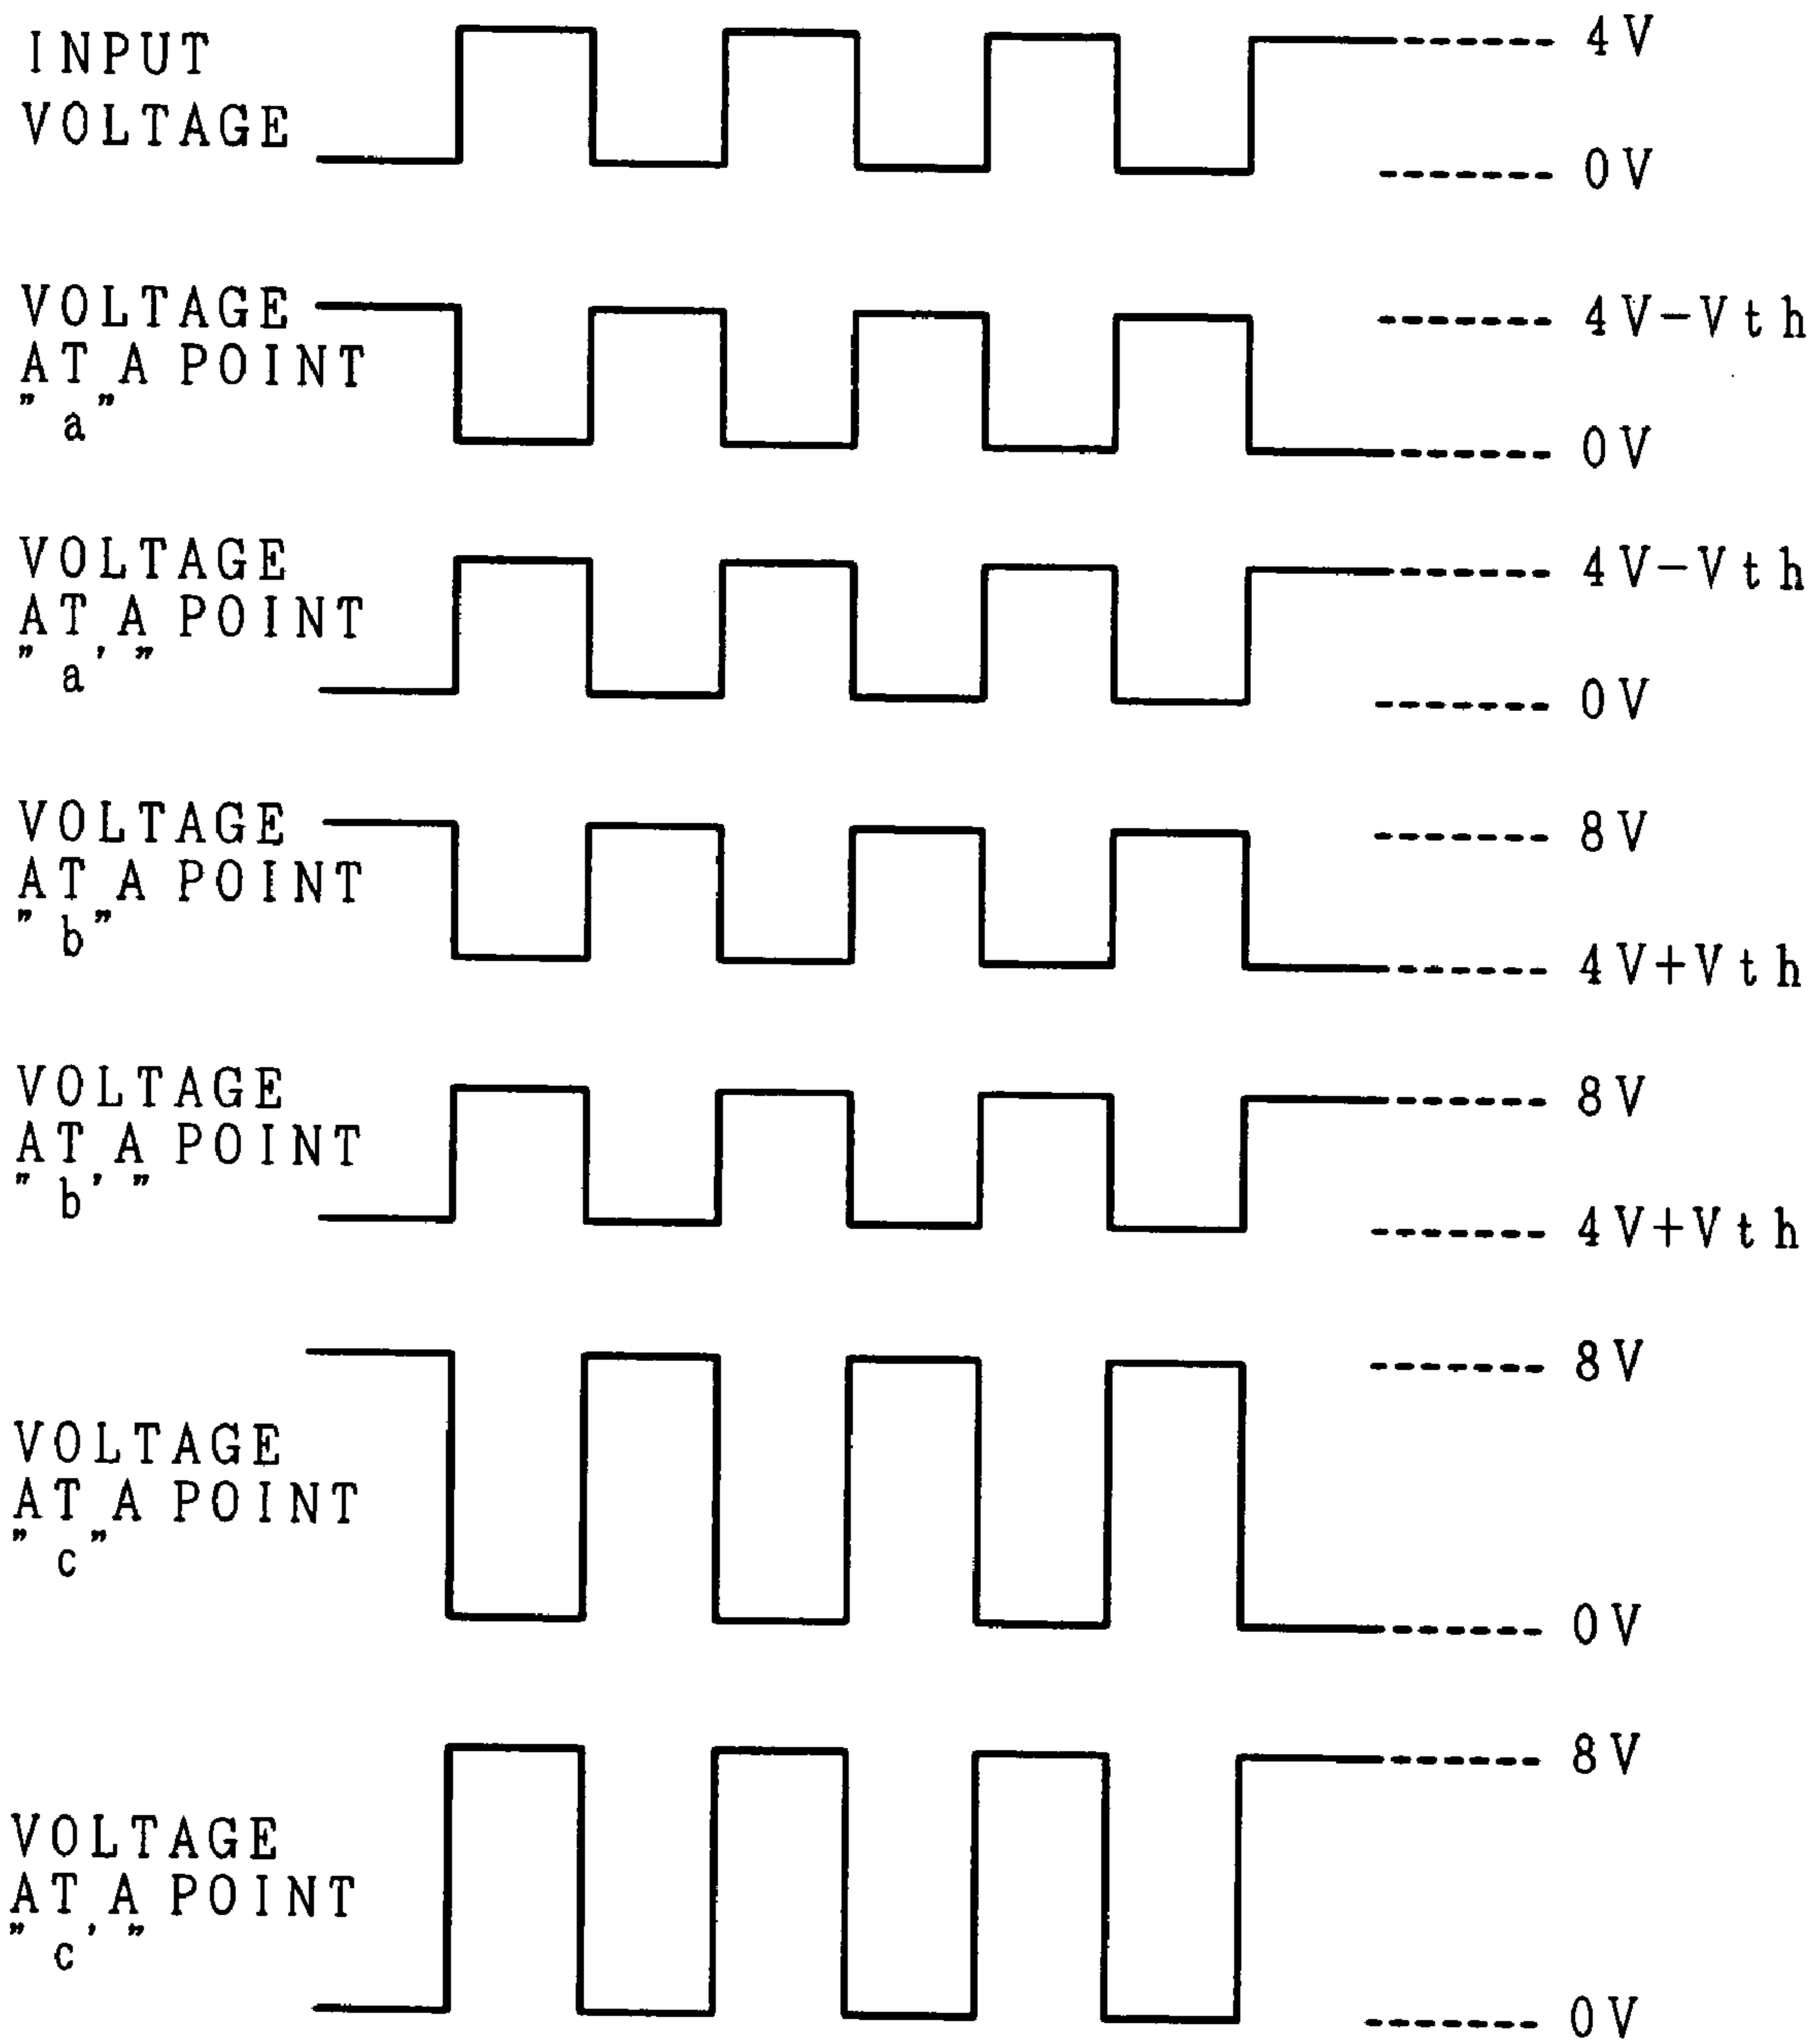 INPUT
VOLTAGE
4V
0V
VOLTAGE
AT A POINT
"a"
4V-Vth
0V
VOLTAGE
AT A POINT
"a'"
4V-Vth
0V
VOLTAGE
AT A POINT
"b"
8V
4V+Vth
VOLTAGE
AT A POINT
"b'"
8V
4V+Vth
VOLTAGE
AT A POINT
"c"
8V
0V
VOLTAGE
AT A POINT
"c'"
8V
0V